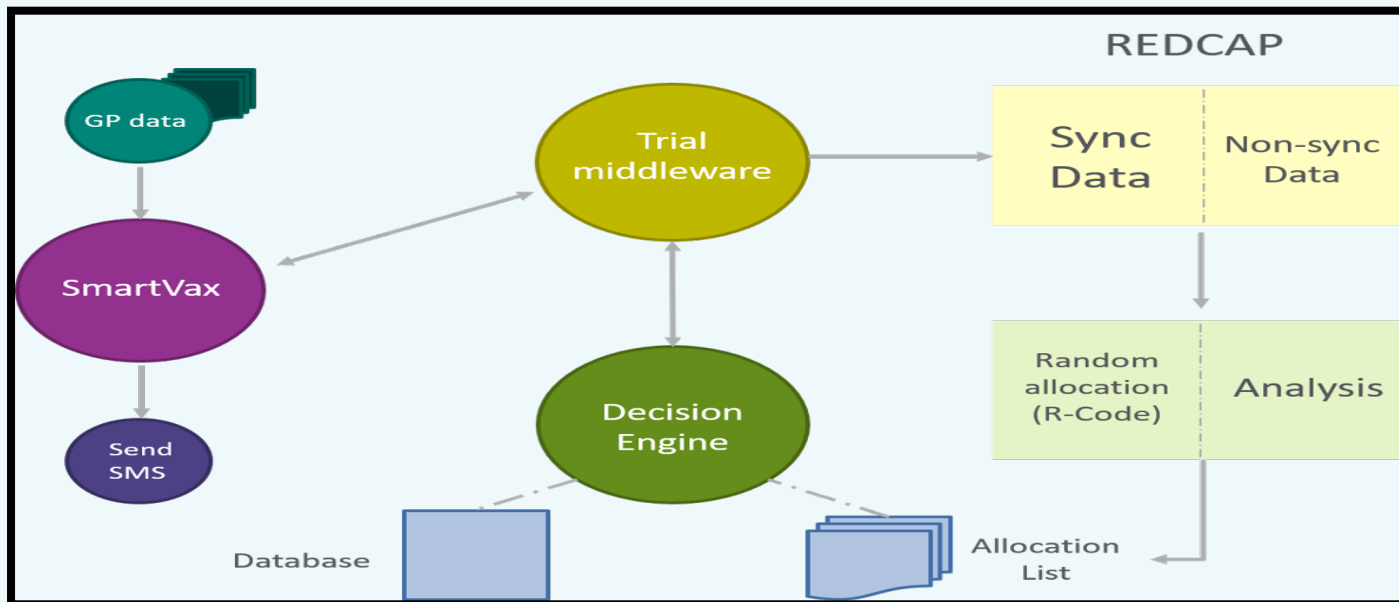 REDCAP
GP data
Trial
middleware
Sync
Data
Non-sync
Data
SmartVax
Random
allocation
(R-Code)
Analysis
Decision
Engine
Send
SMS
Database
Allocation
List